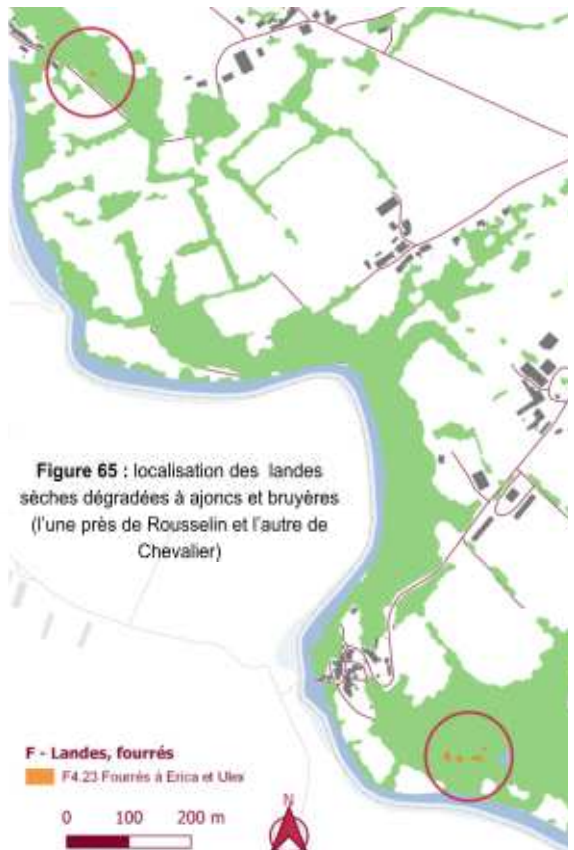 Figure 65 : localisation des landes
sèches dégradées à ajoncs et bruyères
(l'une près de Rousselin et l'autre de
Chevalier)
F - Landes, fourrés
F4.23 Fourrés à Erica et Ulex
0 100 200 m
N